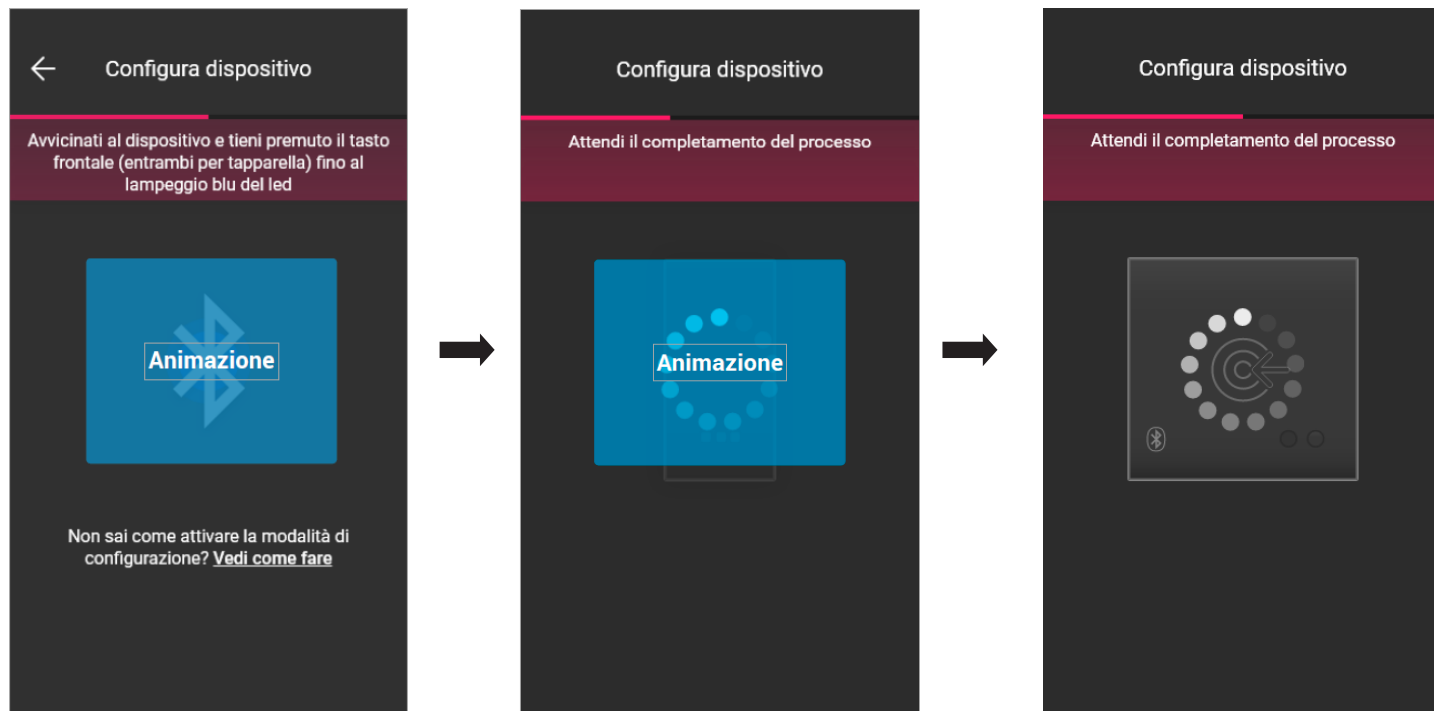 Configura dispositivo
Avvicinati al dispositivo e tieni premuto il tasto
frontale (entrambi per tapparella) fino al
lampeggio blu del led
Animazione
Non sai come attivare la modalità di
configurazione? Vedi come fare
Configura dispositivo
Attendi il completamento del processo
Animazione
Configura dispositivo
Attendi il completamento del processo